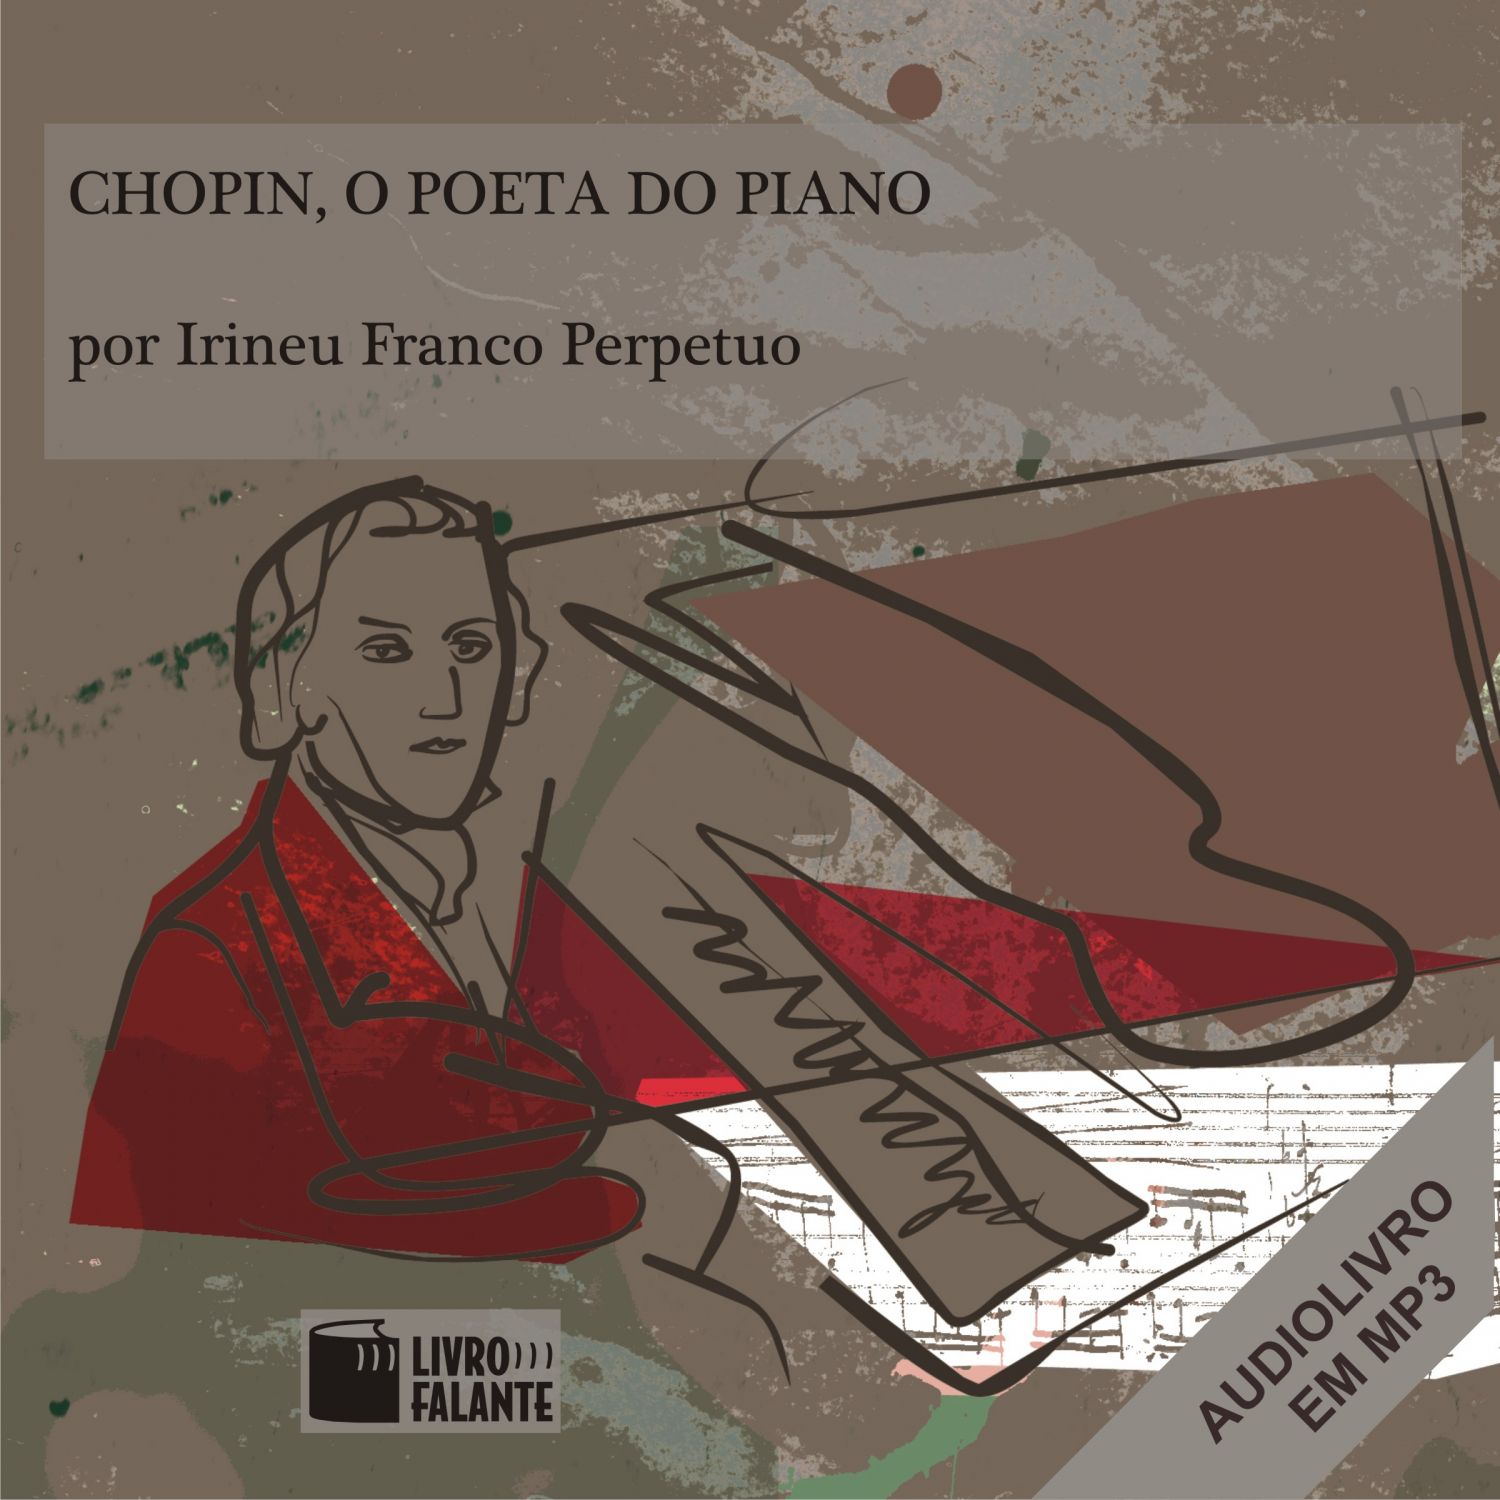 CHOPIN, O POETA DO PIANO
por Irineu Franco Perpetuo
LIVRO
FALANTE
AUDIOLIVRO
EM MP3